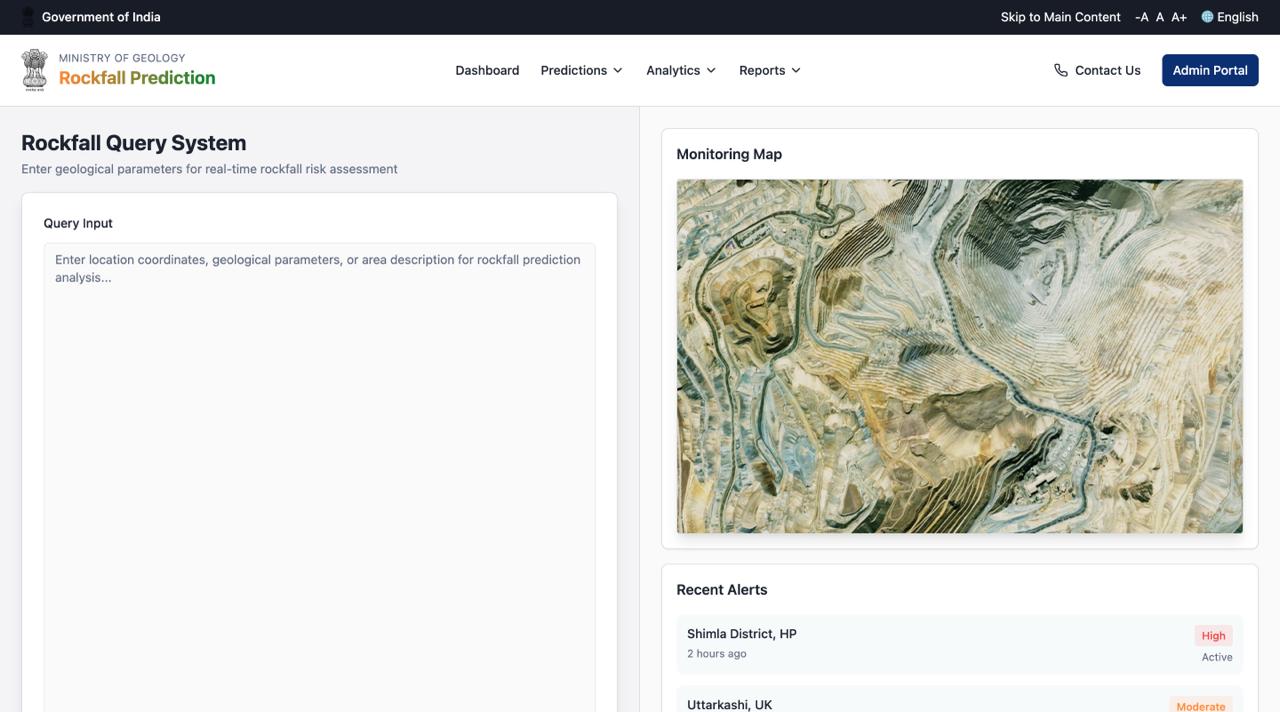 Government of India
Skip to Main Content -A A A+ English
MINISTRY OF GEOLOGY
Rockfall Prediction
Dashboard Predictions Analytics Reports
Contact Us
Admin Portal
Rockfall Query System
Enter geological parameters for real-time rockfall risk assessment
Query Input
Enter location coordinates, geological parameters, or area description for rockfall prediction
analysis...
Monitoring Map
Recent Alerts
Shimla District, HP
High
2 hours ago
Active
Uttarkashi, UK
Moderate